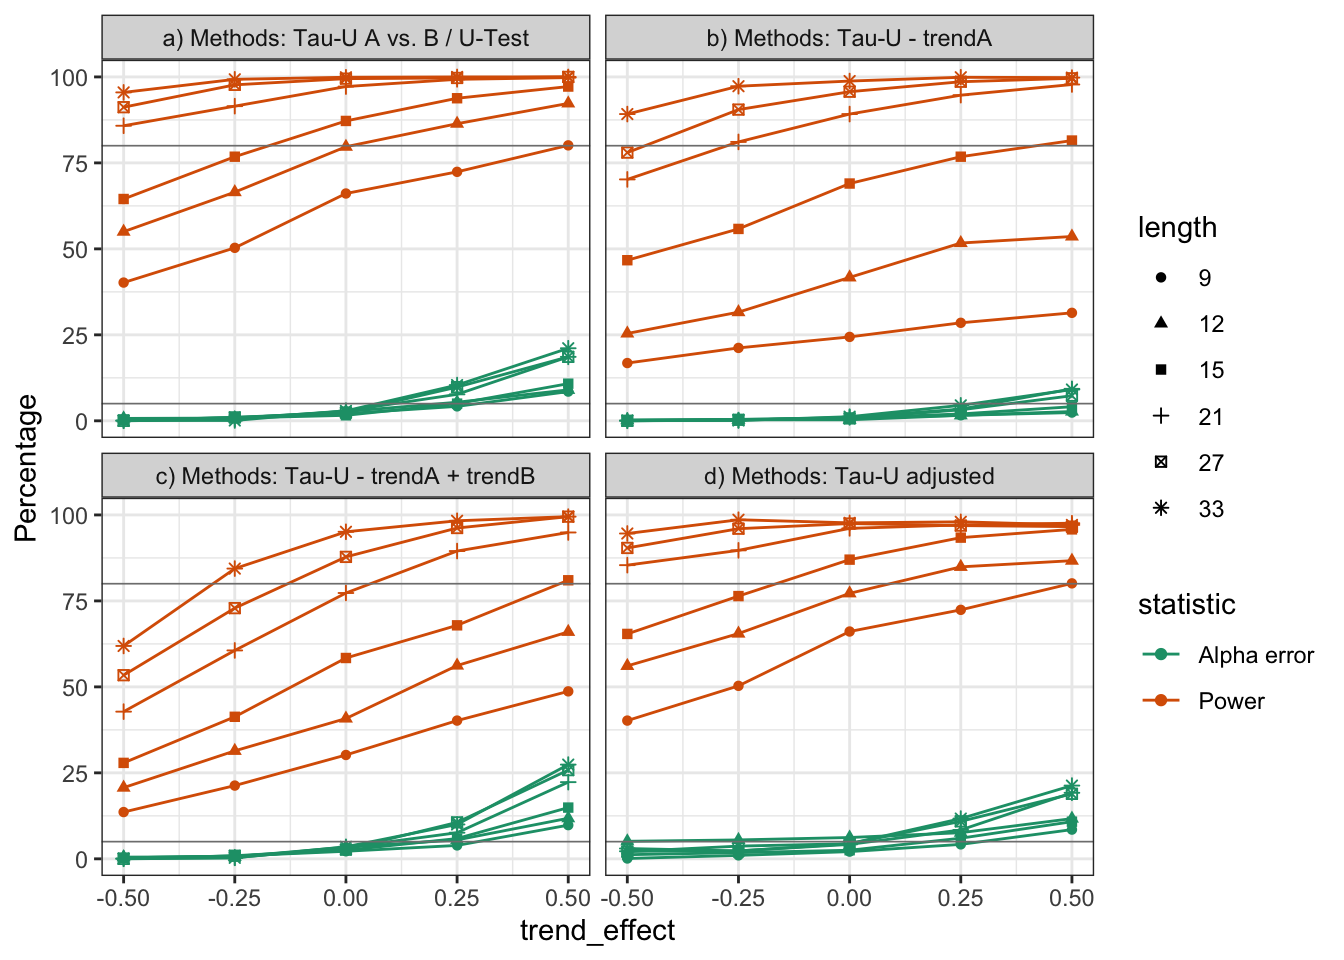 a) Methods: Tau-U A vs. B / U-Test
b) Methods: Tau-U - trendA
100
75
50
25
0
c) Methods: Tau-U - trendA + trendB
d) Methods: Tau-U adjusted
100
75
50
25
0
-0.50
-0.25
0.00
0.25
0.50
-0.50
-0.25
0.00
0.25
0.50
trend_effect
Percentage
length
9
12
15
21
27
33
statistic
Alpha error
Power